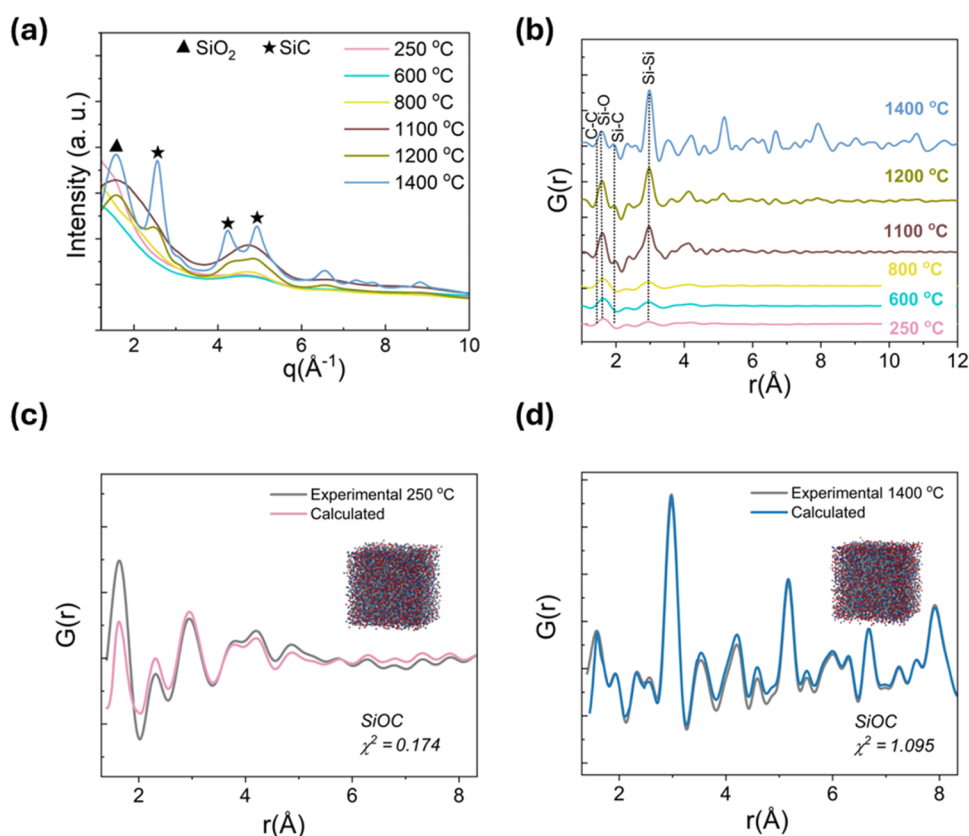 (a)
▲ SiO₂ ★ SiC
250 °C
600 °C
800 °C
1100 °C
1200 °C
1400 °C
Intensity (a. u.)
2 4 6 8 10
q(Å⁻¹)
(b)
C-C
Si-O
Si-C
Si-Si
1400 °C
1200 °C
1100 °C
800 °C
600 °C
250 °C
G(r)
2 4 6 8 10 12
r(Å)
(c)
Experimental 250 °C
Calculated
G(r)
SiOC
χ² = 0.174
2 4 6 8
r(Å)
(d)
Experimental 1400 °C
Calculated
G(r)
SiOC
χ² = 1.095
2 4 6 8
r(Å)